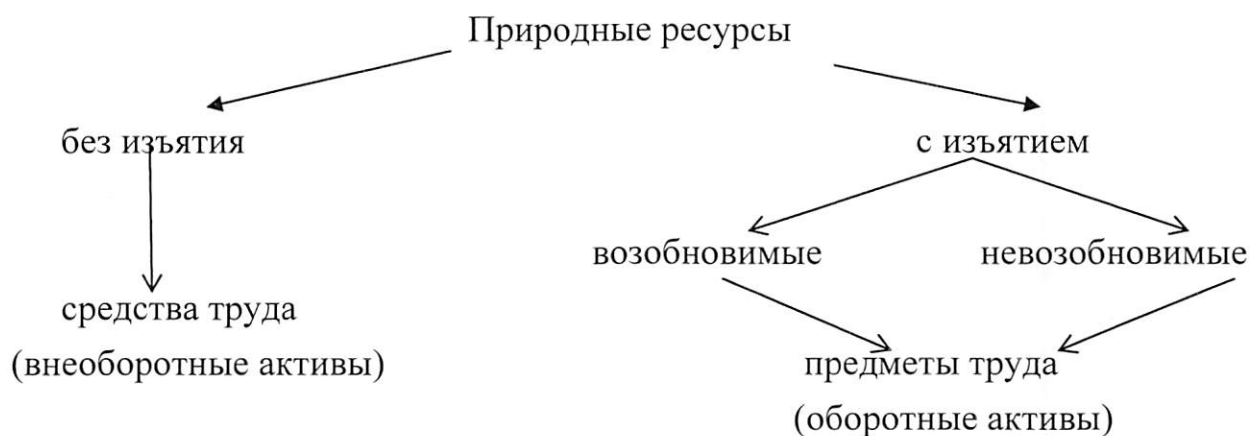 Природные ресурсы
без изъятия
с изъятием
возобновимые
невозобновимые
средства труда
(внеоборотные активы)
предметы труда
(оборотные активы)